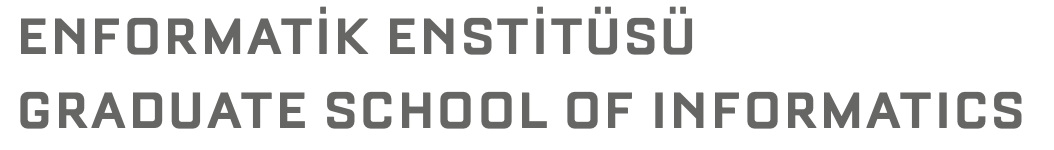 ENFORMATİK ENSTİTÜSÜ
GRADUATE SCHOOL OF INFORMATICS